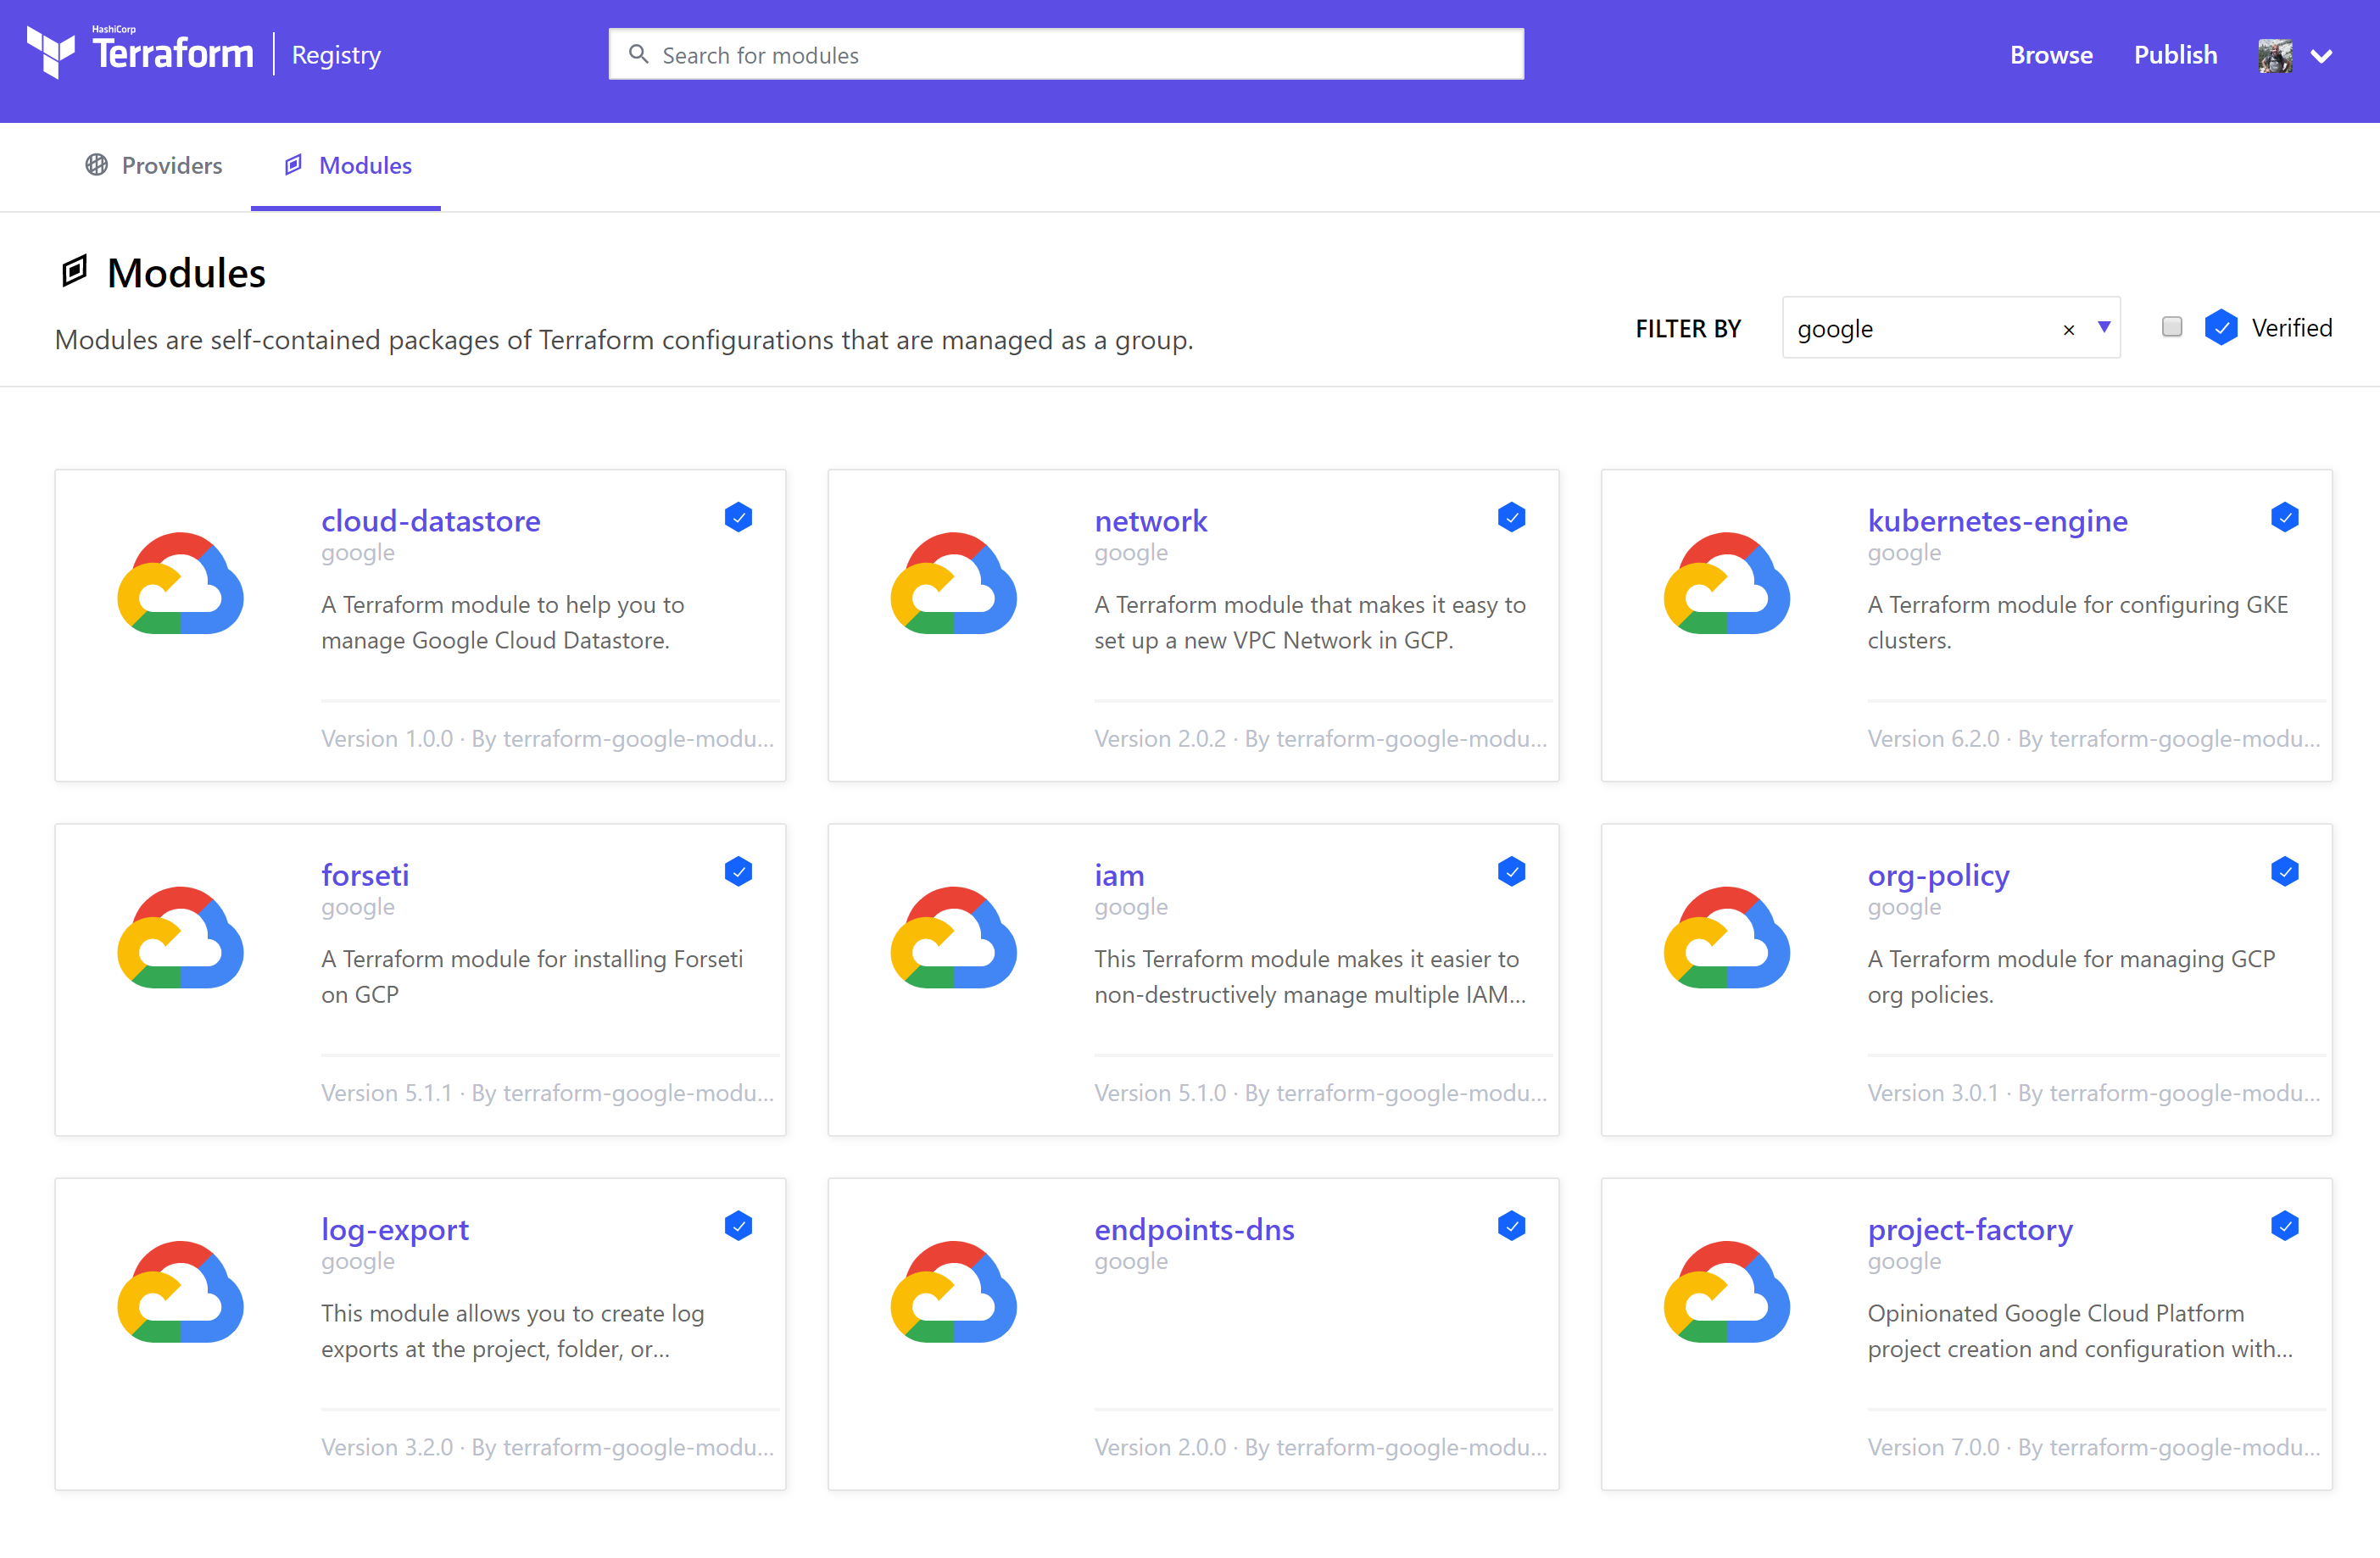 HashiCorp
Terraform
Registry
Search for modules
Browse
Publish
Providers
Modules
Modules
Modules are self-contained packages of Terraform configurations that are managed as a group.
FILTER BY
google
×
Verified
cloud-datastore
google
A Terraform module to help you to
manage Google Cloud Datastore.
Version 1.0.0 · By terraform-google-modu...
network
google
A Terraform module that makes it easy to
set up a new VPC Network in GCP.
Version 2.0.2 · By terraform-google-modu...
kubernetes-engine
google
A Terraform module for configuring GKE
clusters.
Version 6.2.0 · By terraform-google-modu...
forseti
google
A Terraform module for installing Forseti
on GCP
Version 5.1.1 · By terraform-google-modu...
iam
google
This Terraform module makes it easier to
non-destructively manage multiple IAM...
Version 5.1.0 · By terraform-google-modu...
org-policy
google
A Terraform module for managing GCP
org policies.
Version 3.0.1 · By terraform-google-modu...
log-export
google
This module allows you to create log
exports at the project, folder, or...
Version 3.2.0 · By terraform-google-modu...
endpoints-dns
google
Version 2.0.0 · By terraform-google-modu...
project-factory
google
Opinionated Google Cloud Platform
project creation and configuration with...
Version 7.0.0 · By terraform-google-modu...